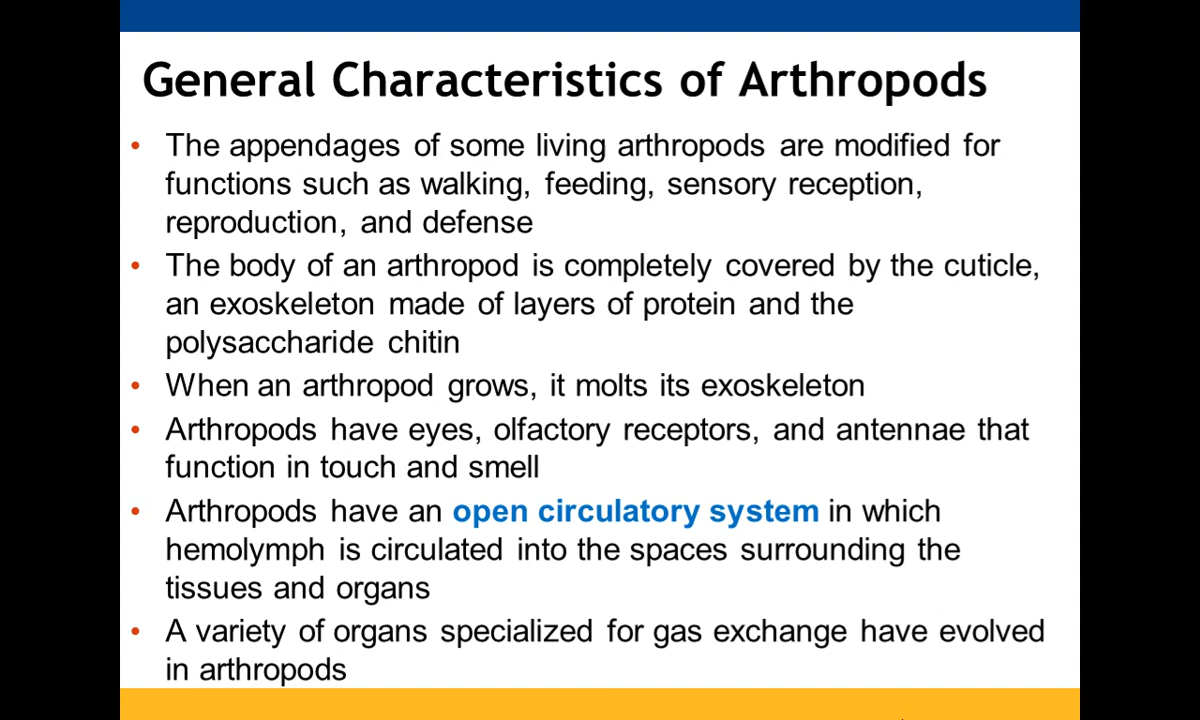 General Characteristics of Arthropods
• The appendages of some living arthropods are modified for
functions such as walking, feeding, sensory reception,
reproduction, and defense
• The body of an arthropod is completely covered by the cuticle,
an exoskeleton made of layers of protein and the
polysaccharide chitin
• When an arthropod grows, it molts its exoskeleton
• Arthropods have eyes, olfactory receptors, and antennae that
function in touch and smell
• Arthropods have an open circulatory system in which
hemolymph is circulated into the spaces surrounding the
tissues and organs
• A variety of organs specialized for gas exchange have evolved
in arthropods